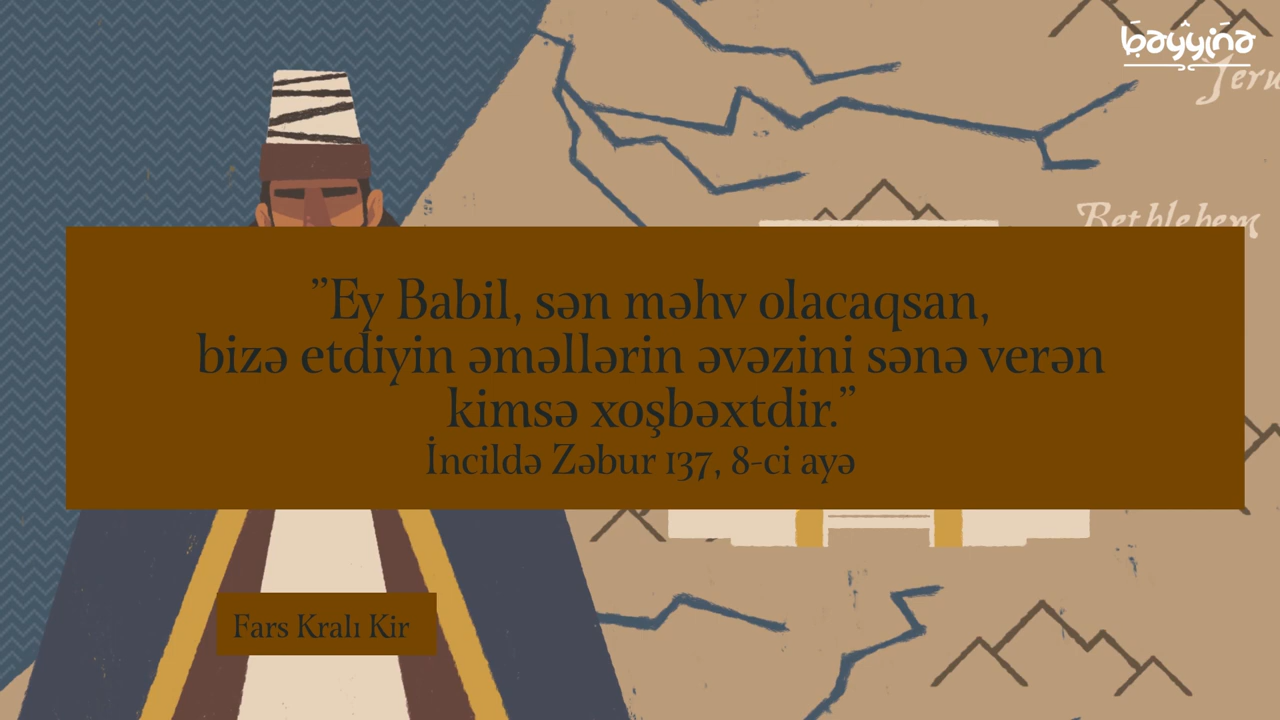 bayyina
Jeru
Bethlehem
”Ey Babil, sən məhv olacaqsan,
bizə etdiyin əməllərin əvəzini sənə verən
kimsə xoşbəxtdir.”
İncildə Zəbur 137, 8-ci ayə
Fars Kralı Kir